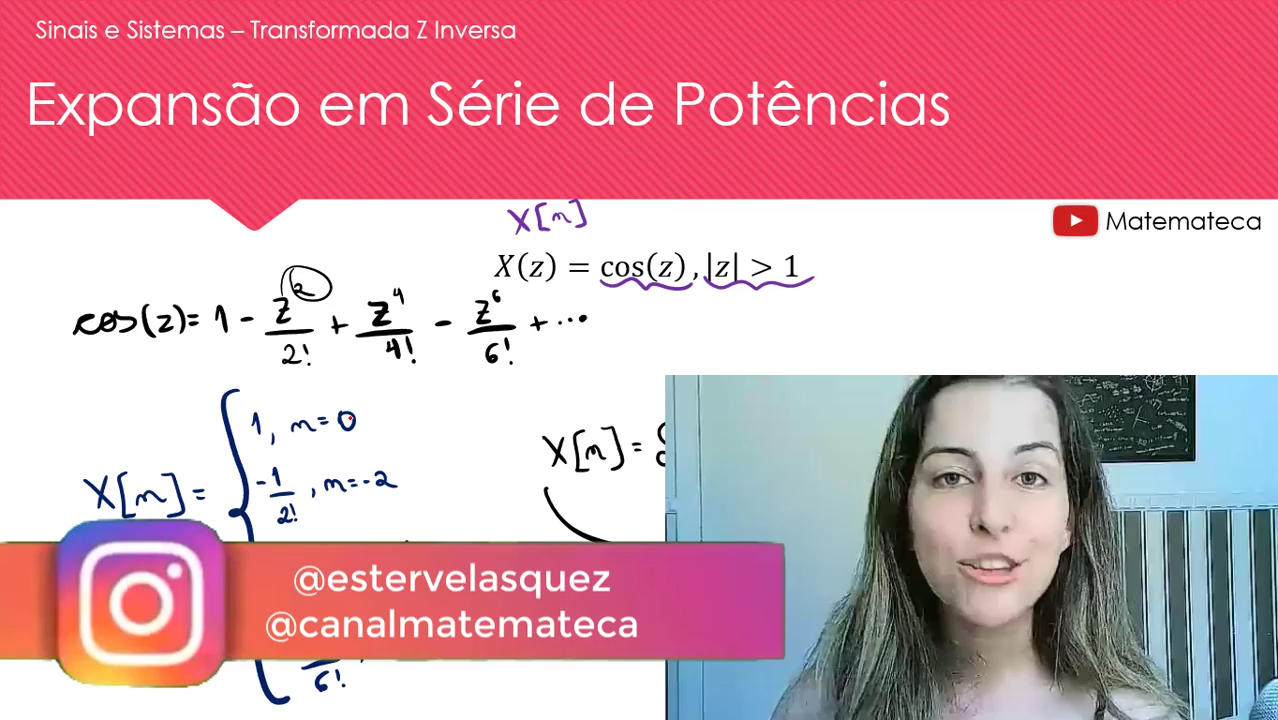 Sinais e Sistemas – Transformada Z Inversa
Expansão em Série de Potências
Matemateca
X[n]
X(z) = cos(z), |z| > 1
cos(z)= 1 - z²/2! + z⁴/4! - z⁶/6! + ...
1, n=0
X[n]= -1/2!, n=-2
X[n]=
@estervelasquez
@canalmatemateca
6!